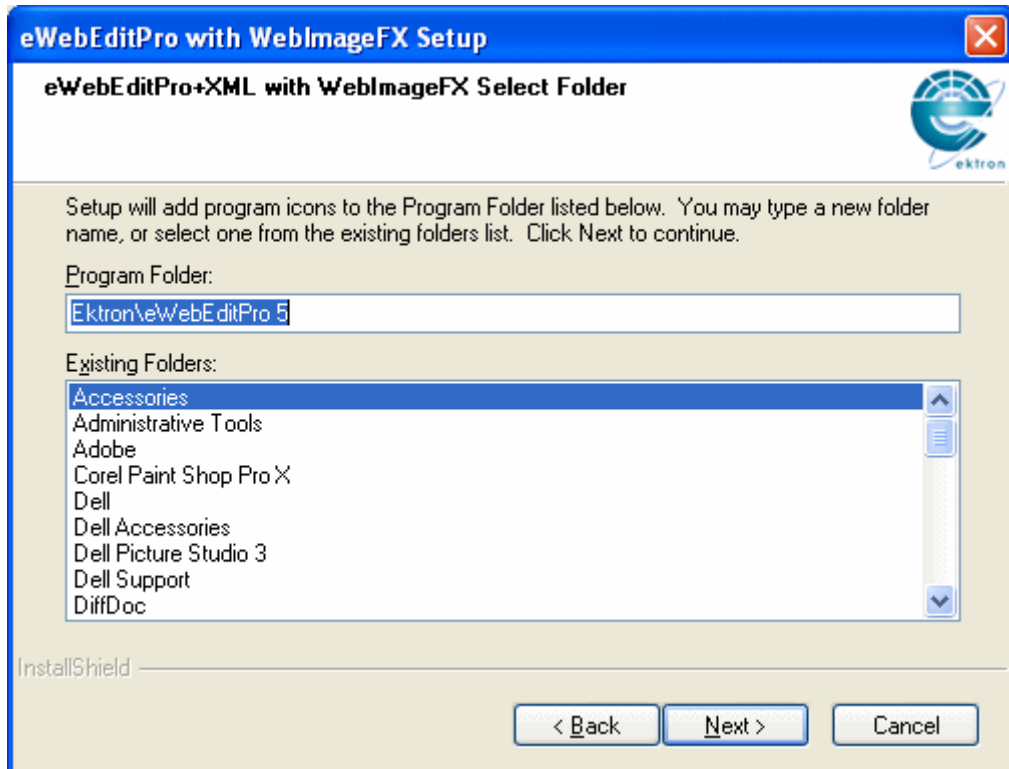 eWebEditPro with WebImageFX Setup
eWebEditPro+XML with WebImageFX Select Folder
ektron
Setup will add program icons to the Program Folder listed below.  You may type a new folder
name, or select one from the existing folders list.  Click Next to continue.
Program Folder:
Ektron\eWebEditPro 5
Existing Folders:
Accessories
Administrative Tools
Adobe
Corel Paint Shop Pro X
Dell
Dell Accessories
Dell Picture Studio 3
Dell Support
DiffDoc
InstallShield
< Back
Next >
Cancel